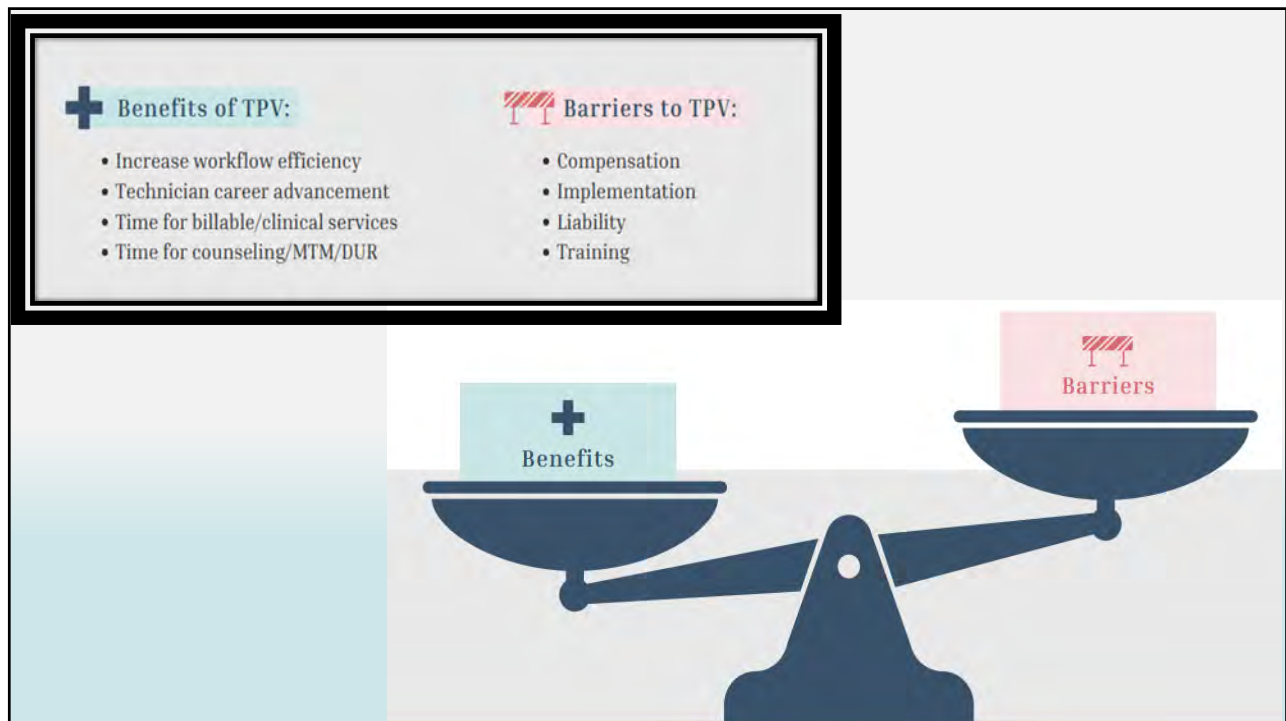 Benefits of TPV:
• Increase workflow efficiency
• Technician career advancement
• Time for billable/clinical services
• Time for counseling/MTM/DUR
Barriers to TPV:
• Compensation
• Implementation
• Liability
• Training
Benefits
Barriers